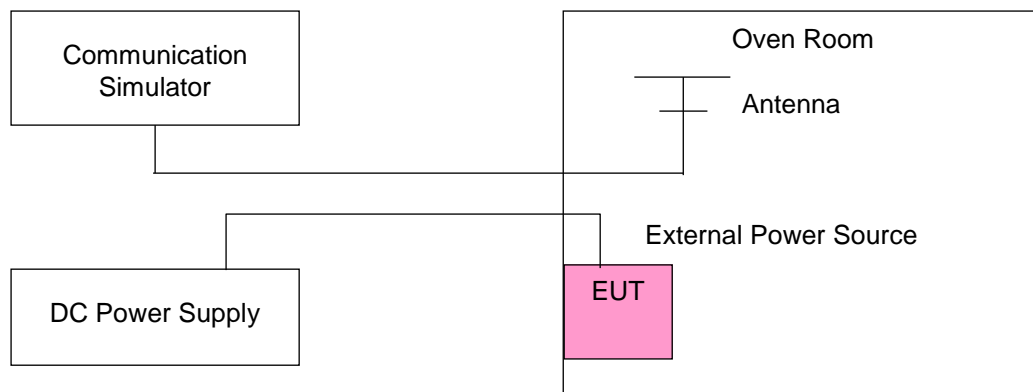 Communication
Simulator
Oven Room
Antenna
External Power Source
DC Power Supply
EUT